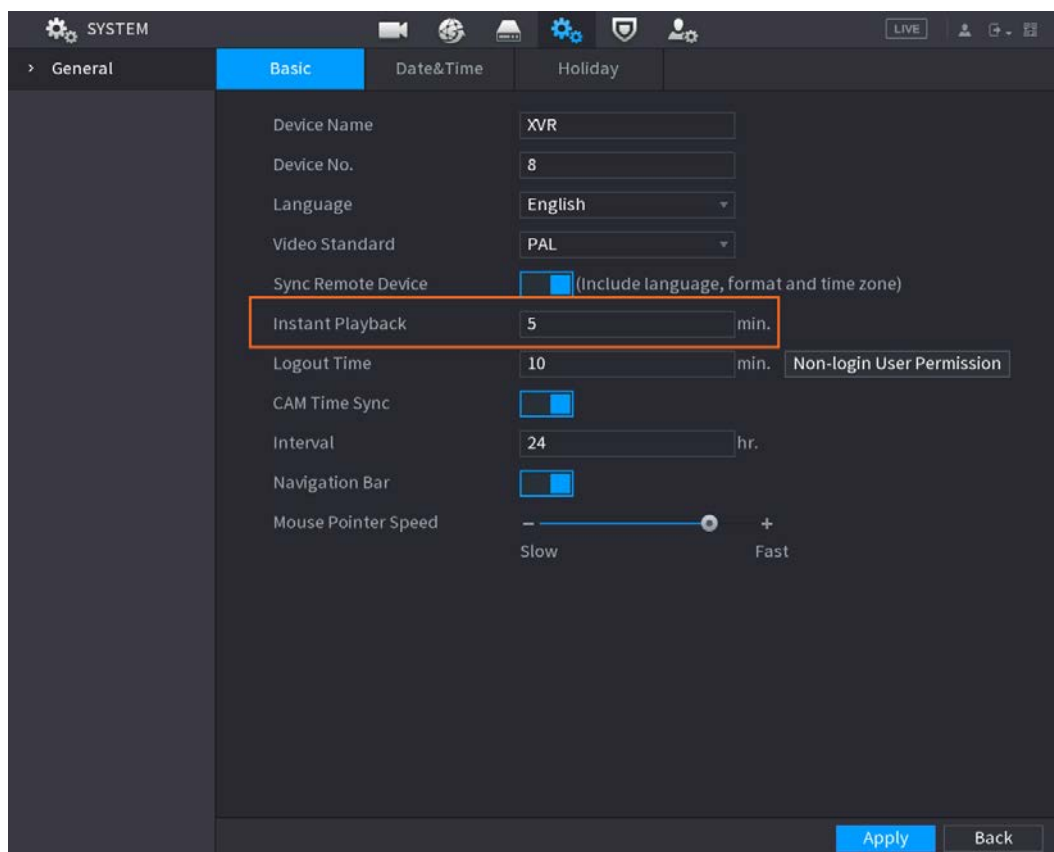 SYSTEM LIVE
General Basic Date&Time Holiday
Device Name XVR
Device No. 8
Language English
Video Standard PAL
Sync Remote Device (Include language, format and time zone)
Instant Playback 5 min.
Logout Time 10 min. Non-login User Permission
CAM Time Sync
Interval 24 hr.
Navigation Bar
Mouse Pointer Speed
Slow Fast
Apply Back